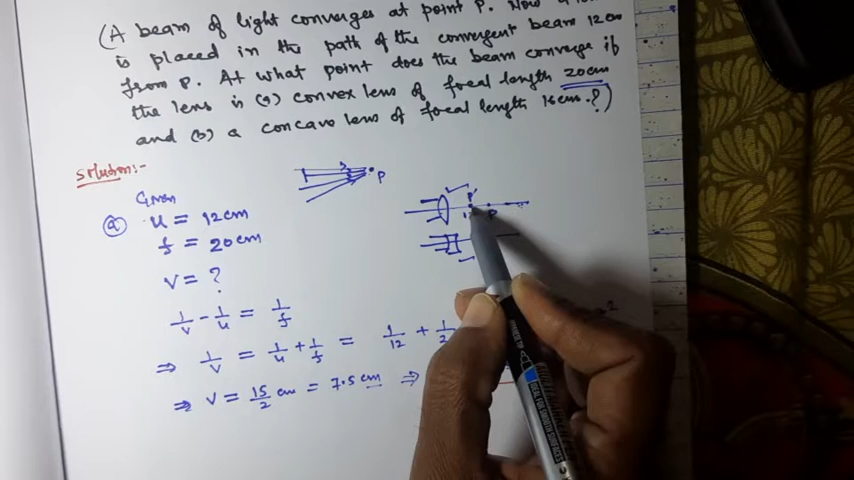 (A beam of light converges at point P. Now a
is placed in the path of the convergent beam 12cm
from P. At what point does the beam converge if
the lens is (a) convex lens of focal length 20cm
and (b) a concave lens of focal length 16cm.?)
Solution:-
Given
P
P'
P
(a) u = 12cm
f = 20cm
v = ?
1/v - 1/u = 1/f
⇒ 1/v = 1/u + 1/f = 1/12 +
⇒ v = 15/2 cm = 7.5cm ⇒